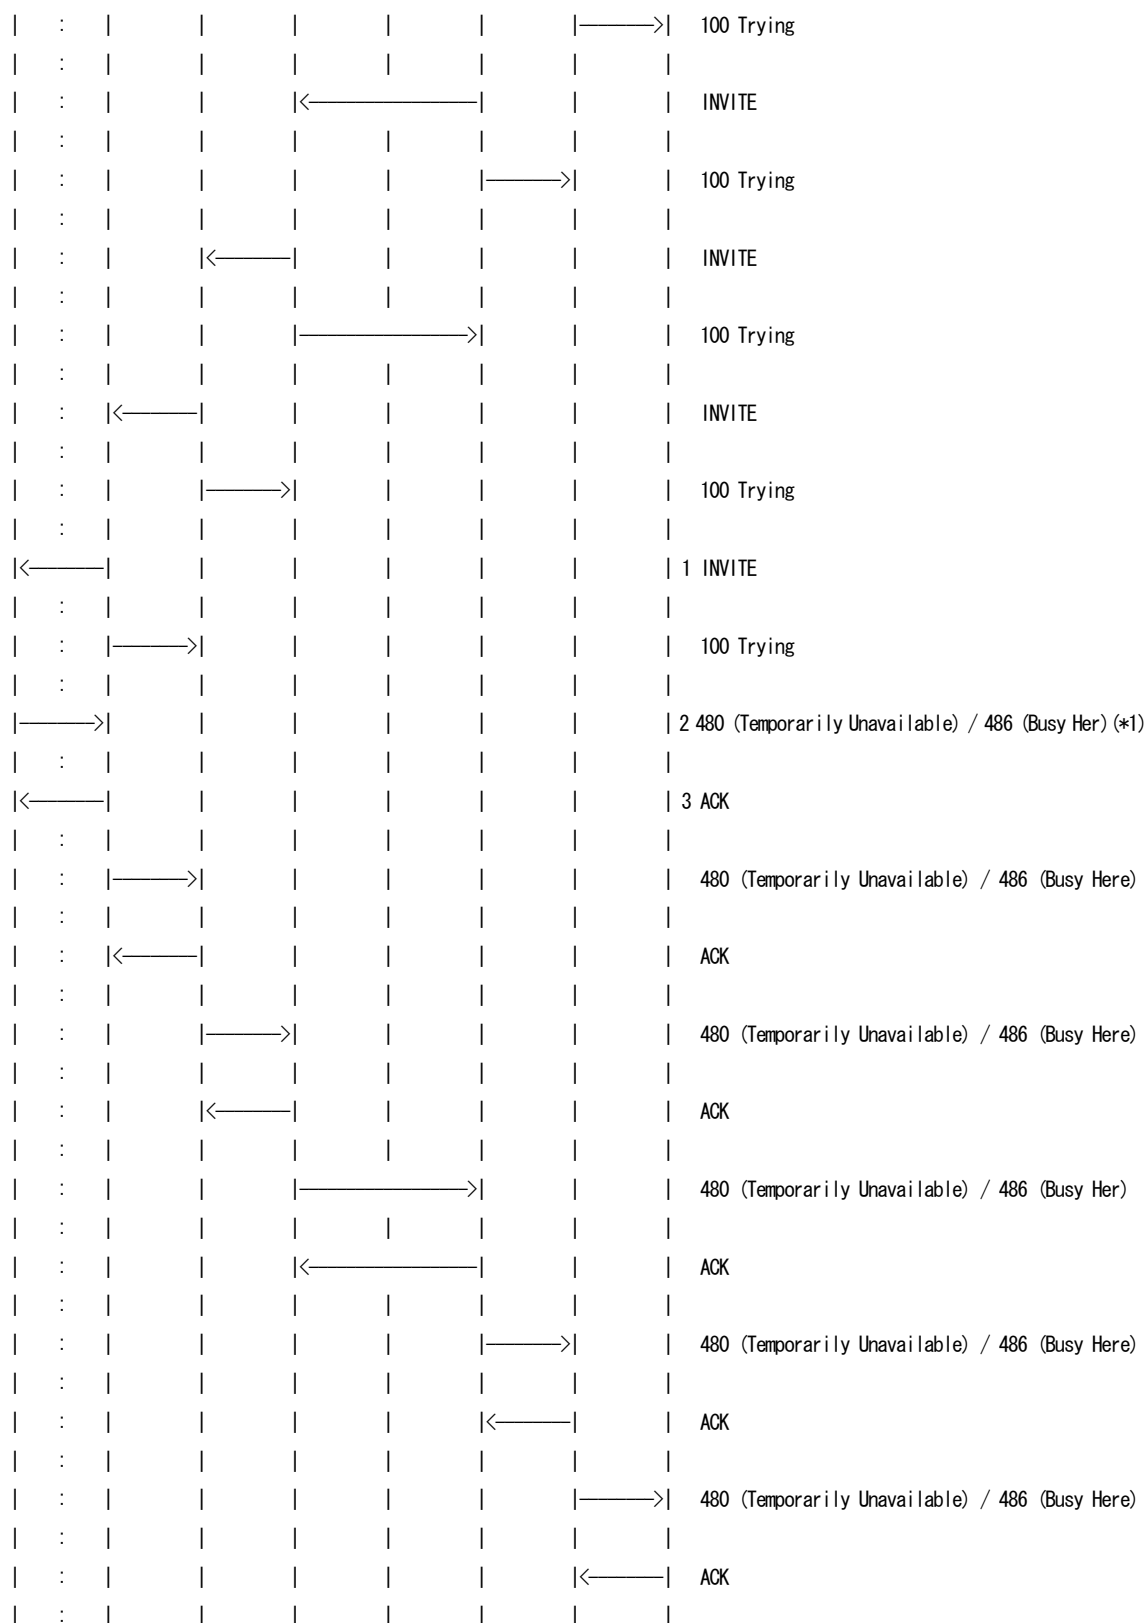 100 Trying
INVITE
100 Trying
INVITE
100 Trying
INVITE
100 Trying
1 INVITE
100 Trying
2 480 (Temporarily Unavailable) / 486 (Busy Her) (*1)
3 ACK
480 (Temporarily Unavailable) / 486 (Busy Here)
ACK
480 (Temporarily Unavailable) / 486 (Busy Here)
ACK
480 (Temporarily Unavailable) / 486 (Busy Her)
ACK
480 (Temporarily Unavailable) / 486 (Busy Here)
ACK
480 (Temporarily Unavailable) / 486 (Busy Here)
ACK